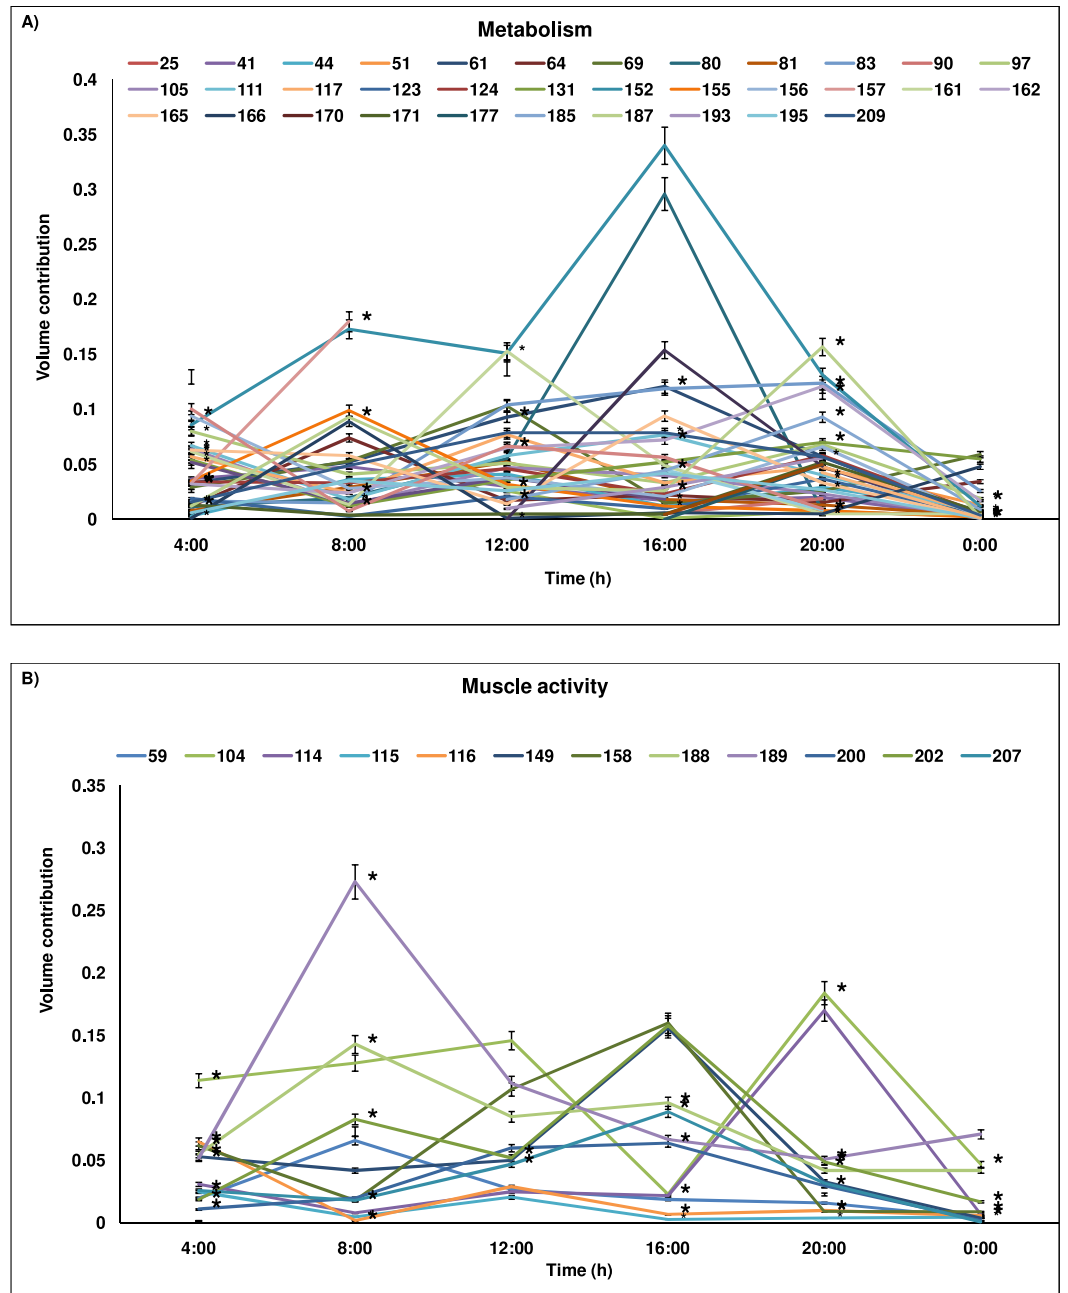 A)
Metabolism
25 41 44 51 61 64 69 80 81 83 90 97
105 111 117 123 124 131 152 155 156 157 161 162
165 166 170 171 177 185 187 193 195 209
0.4
0.35
0.3
0.25
0.2
0.15
0.1
0.05
0
Volume contribution
4:00 8:00 12:00 16:00 20:00 0:00
Time (h)
B)
Muscle activity
59 104 114 115 116 149 158 188 189 200 202 207
0.35
0.3
0.25
0.2
0.15
0.1
0.05
0
Volume contribution
4:00 8:00 12:00 16:00 20:00 0:00
Time (h)